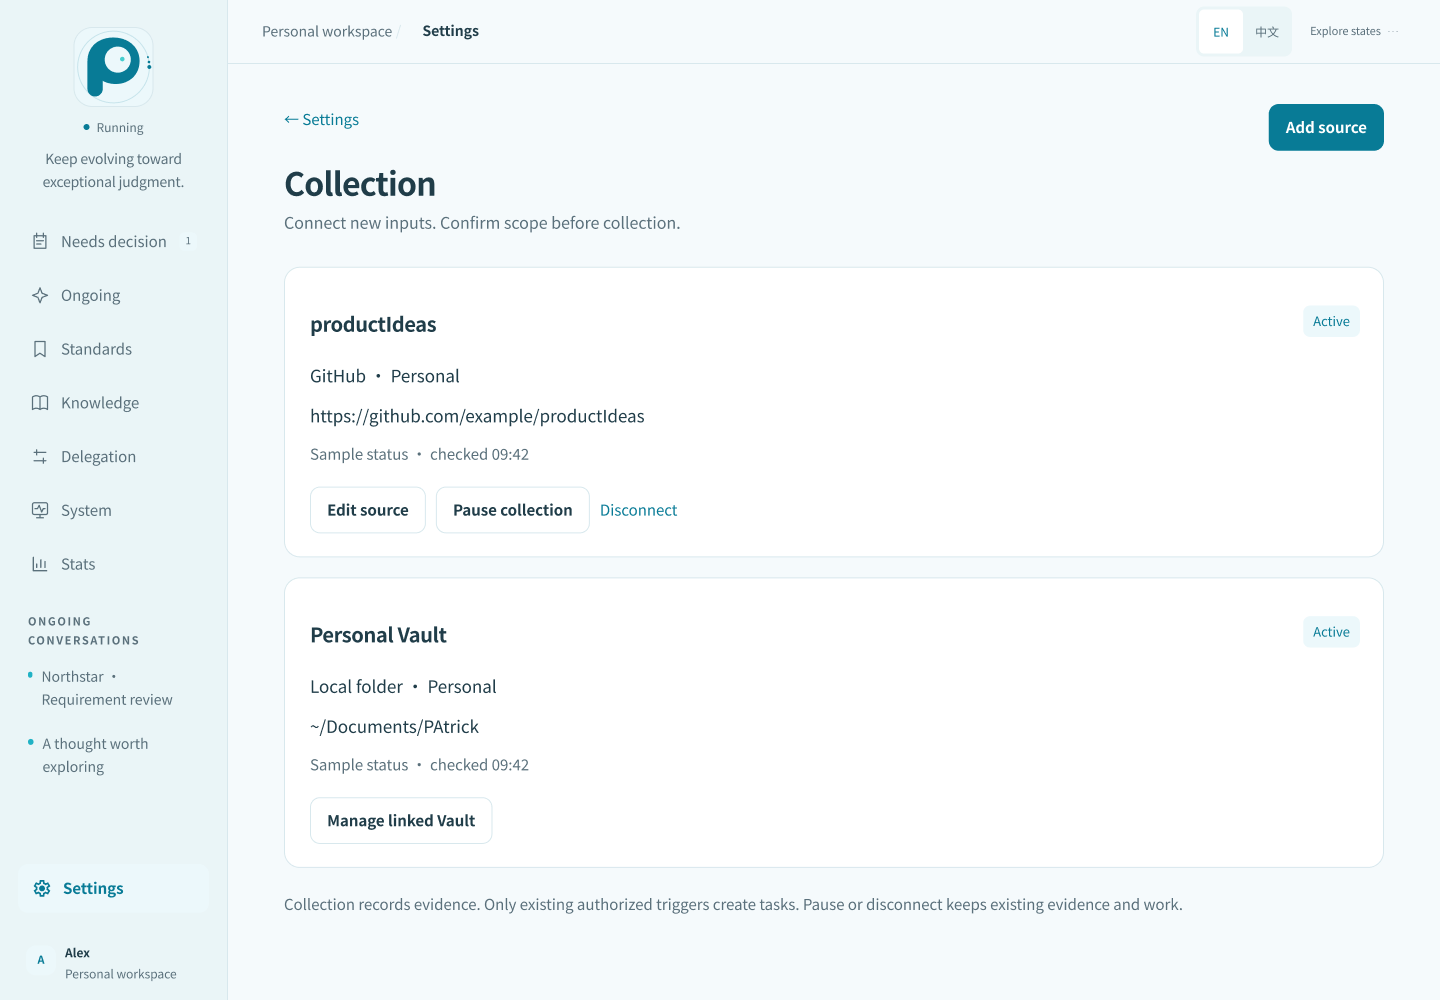 Running
Keep evolving toward
exceptional judgment.
Needs decision 1
Ongoing
Standards
Knowledge
Delegation
System
Stats
ONGOING
CONVERSATIONS
Northstar •
Requirement review
A thought worth
exploring
Settings
A
Alex
Personal workspace
Personal workspace / Settings
EN 中文 Explore states ···
← Settings
Add source
Collection
Connect new inputs. Confirm scope before collection.
productIdeas
Active
GitHub • Personal
https://github.com/example/productIdeas
Sample status • checked 09:42
Edit source Pause collection Disconnect
Personal Vault
Active
Local folder • Personal
~/Documents/PAtrick
Sample status • checked 09:42
Manage linked Vault
Collection records evidence. Only existing authorized triggers create tasks. Pause or disconnect keeps existing evidence and work.